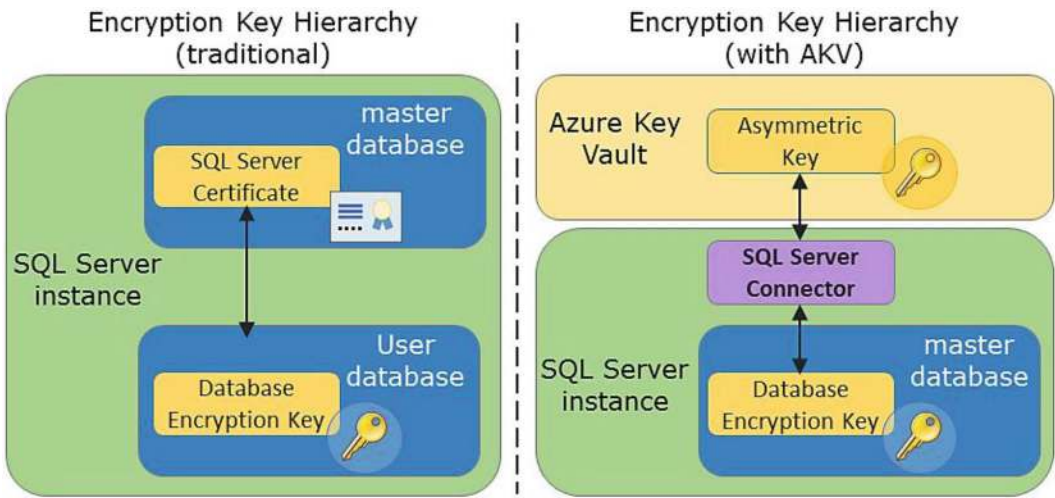 Encryption Key Hierarchy
(traditional)
master
database
SQL Server
Certificate
SQL Server
instance
User
database
Database
Encryption Key
Encryption Key Hierarchy
(with AKV)
Azure Key
Vault
Asymmetric
Key
SQL Server
Connector
SQL Server
instance
master
database
Database
Encryption Key